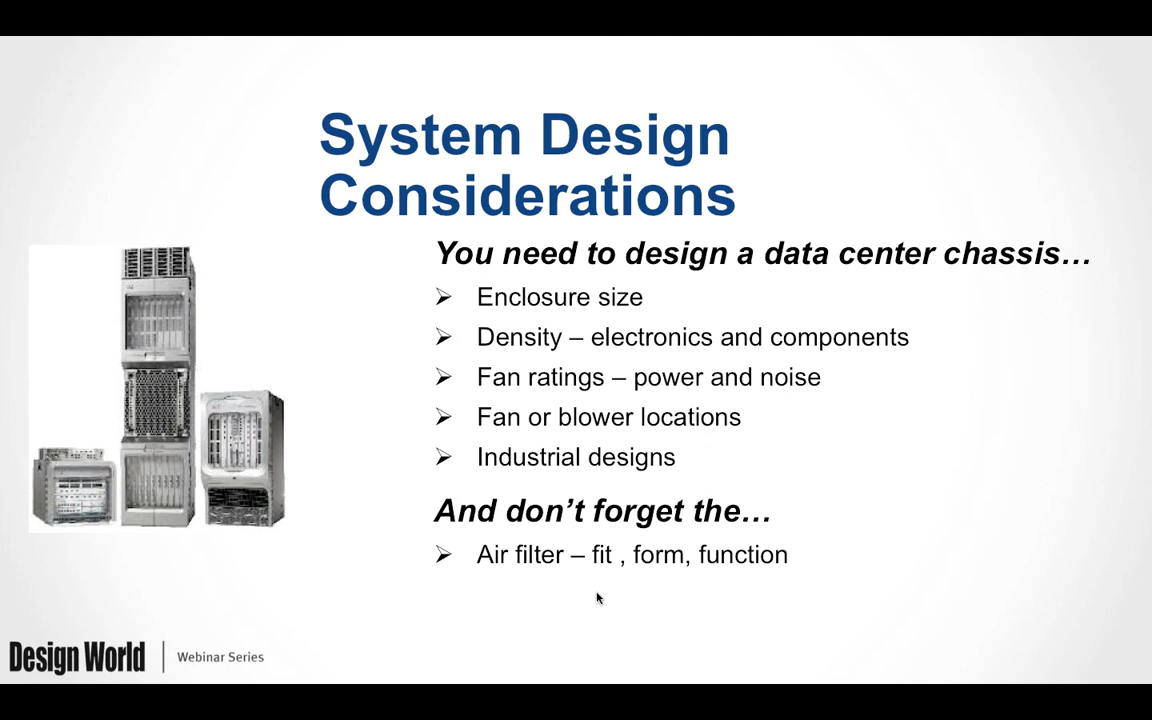 System Design
Considerations
You need to design a data center chassis…
➢ Enclosure size
➢ Density – electronics and components
➢ Fan ratings – power and noise
➢ Fan or blower locations
➢ Industrial designs
And don’t forget the…
➢ Air filter – fit , form, function
Design World | Webinar Series